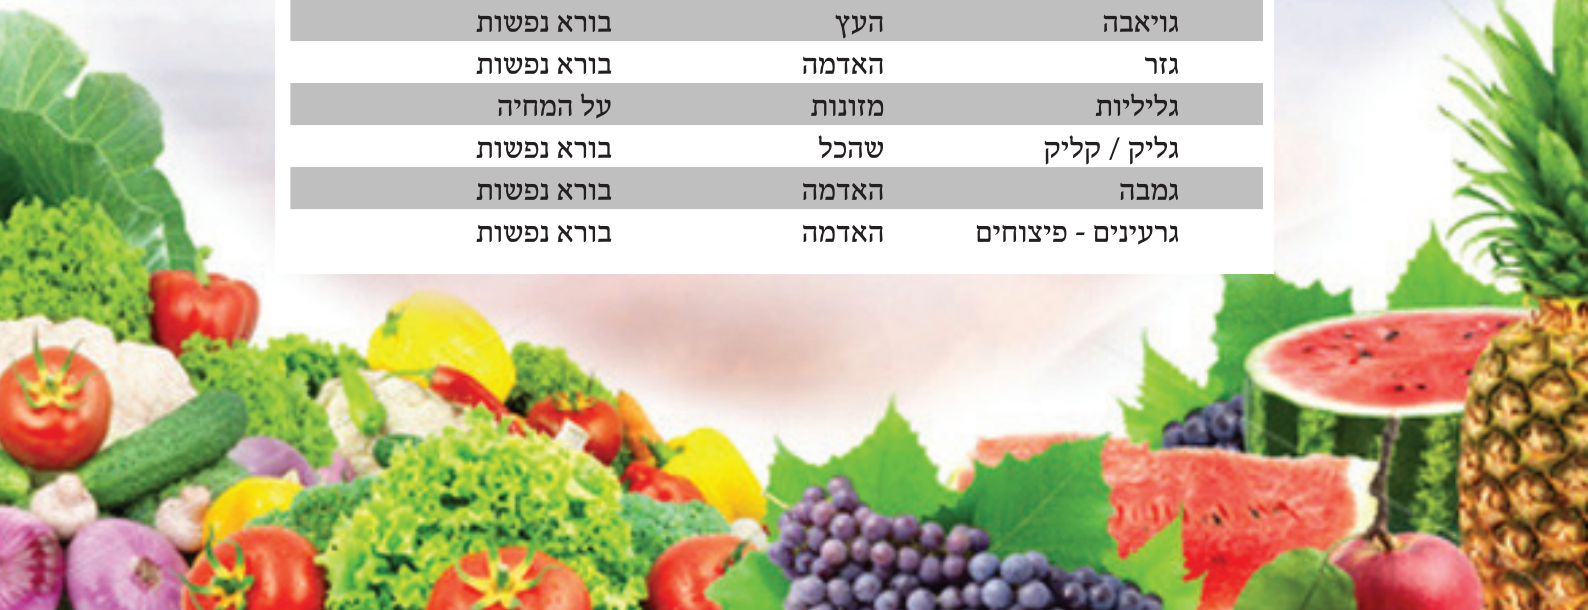 גויאבה העץ בורא נפשות
גזר האדמה בורא נפשות
גליליות מזונות על המחיה
גליק / קליק שהכל בורא נפשות
גמבה האדמה בורא נפשות
גרעינים - פיצוחים האדמה בורא נפשות